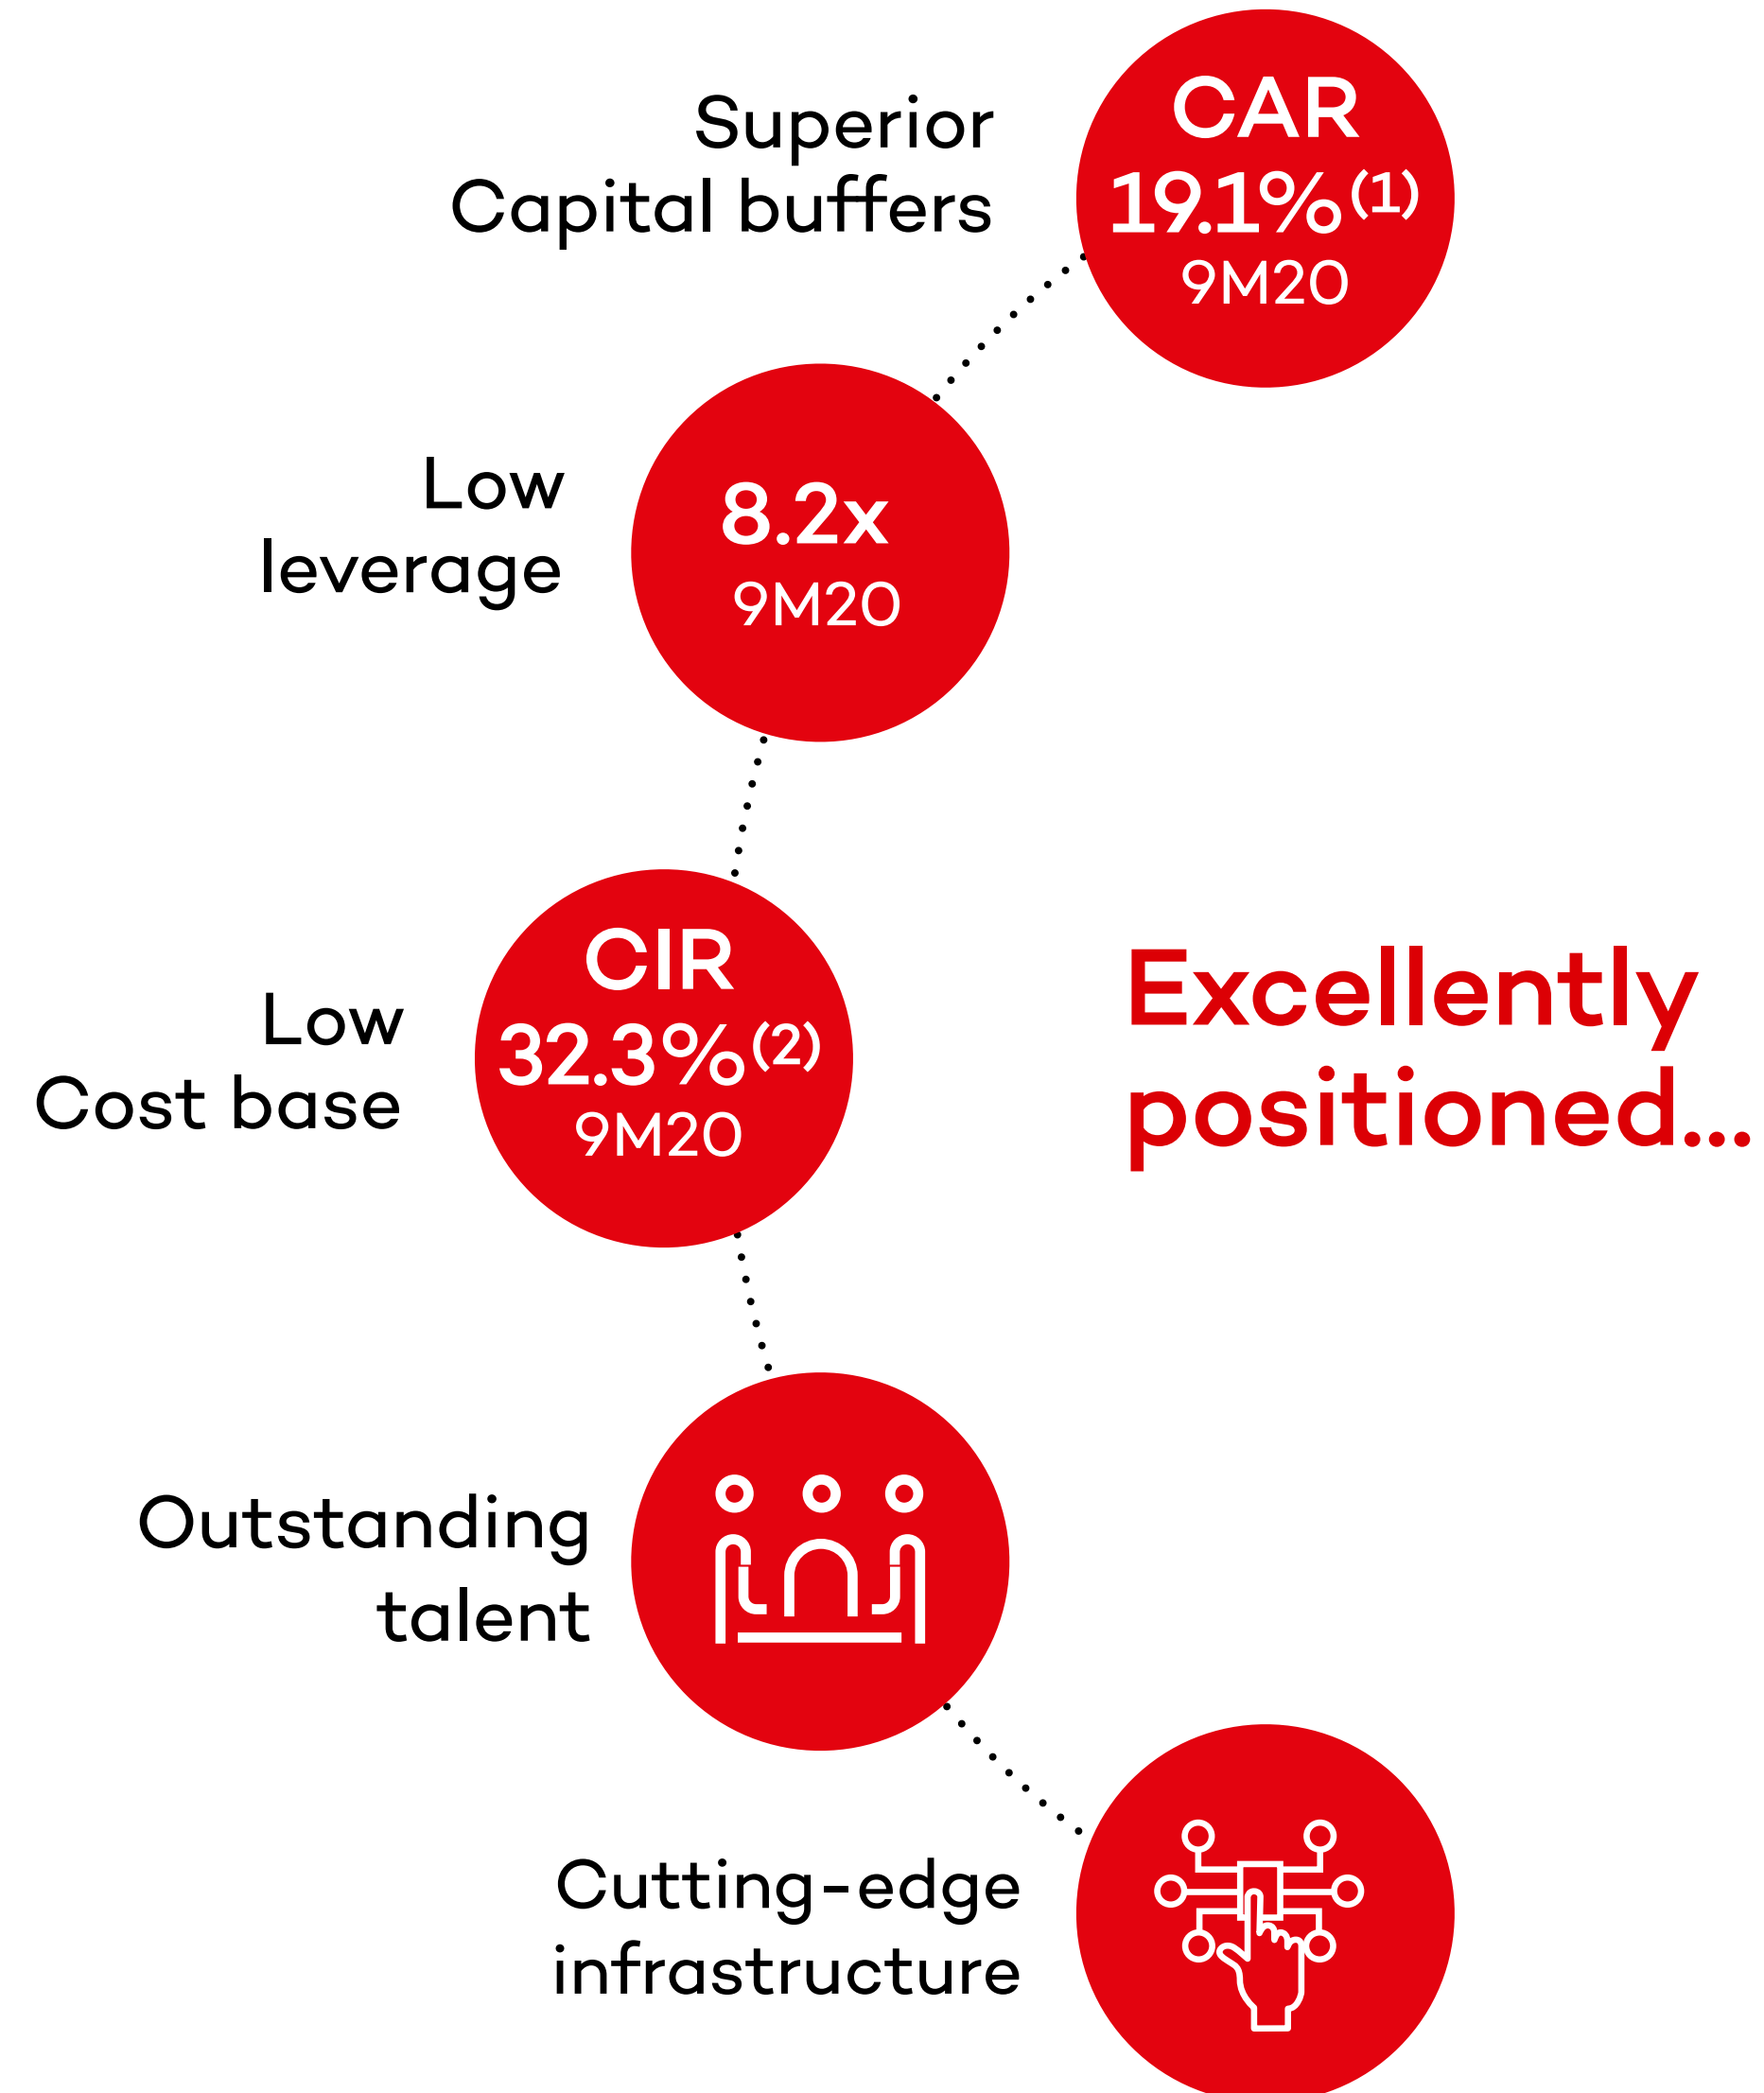 Superior
Capital buffers
CAR
19.1% (1)
9M20
Low
leverage
8.2x
9M20
Low
Cost base
CIR
32.3% (2)
9M20
Excellently
positioned...
Outstanding
talent
Cutting-edge
infrastructure